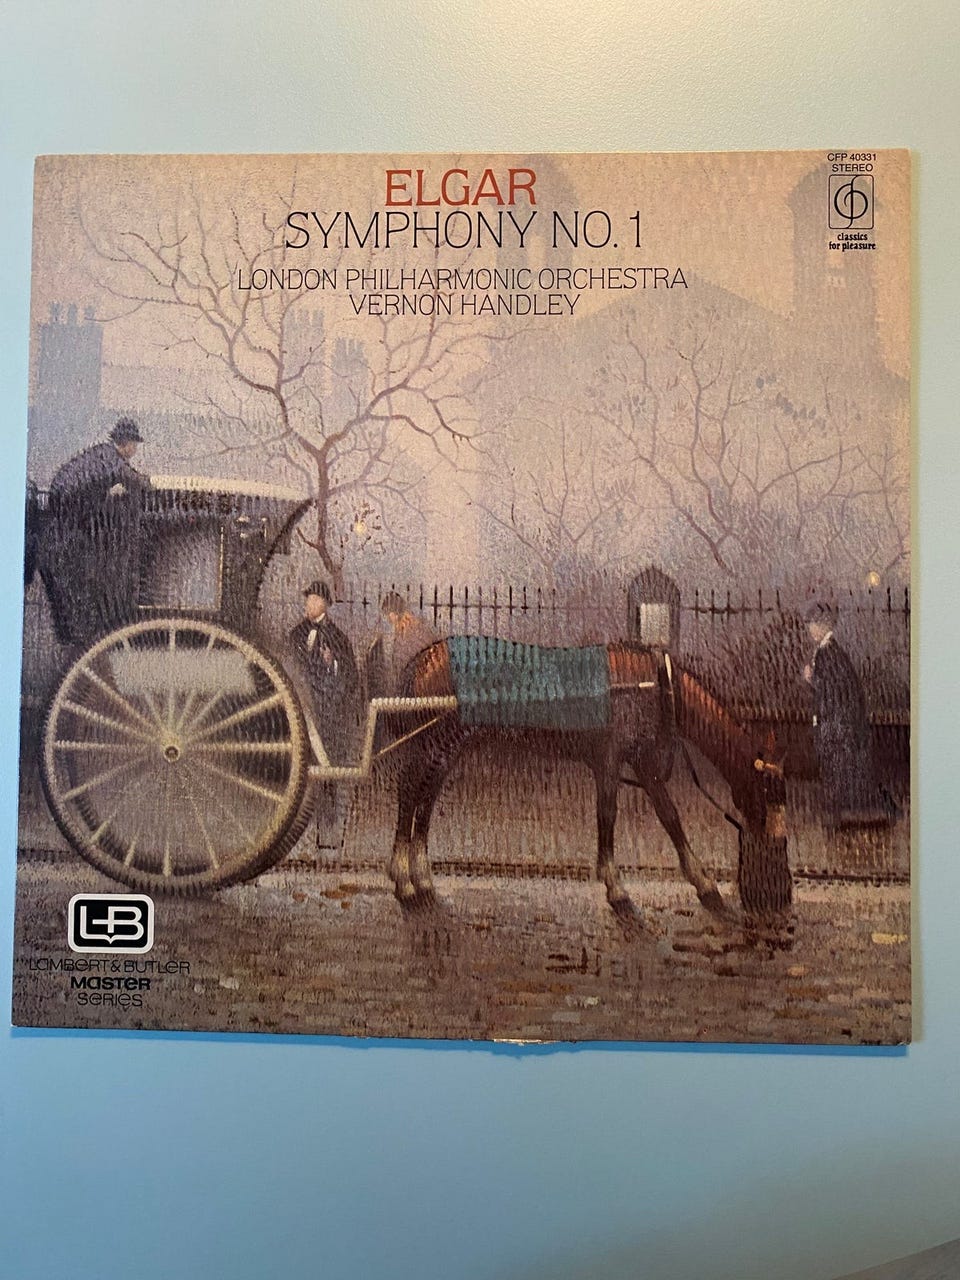 ELGAR
SYMPHONY NO. 1
LONDON PHILHARMONIC ORCHESTRA
VERNON HANDLEY
CFP 40331
STEREO
classics
for pleasure
L+B
LAMBERT & BUTLER
MASTER
SERIES